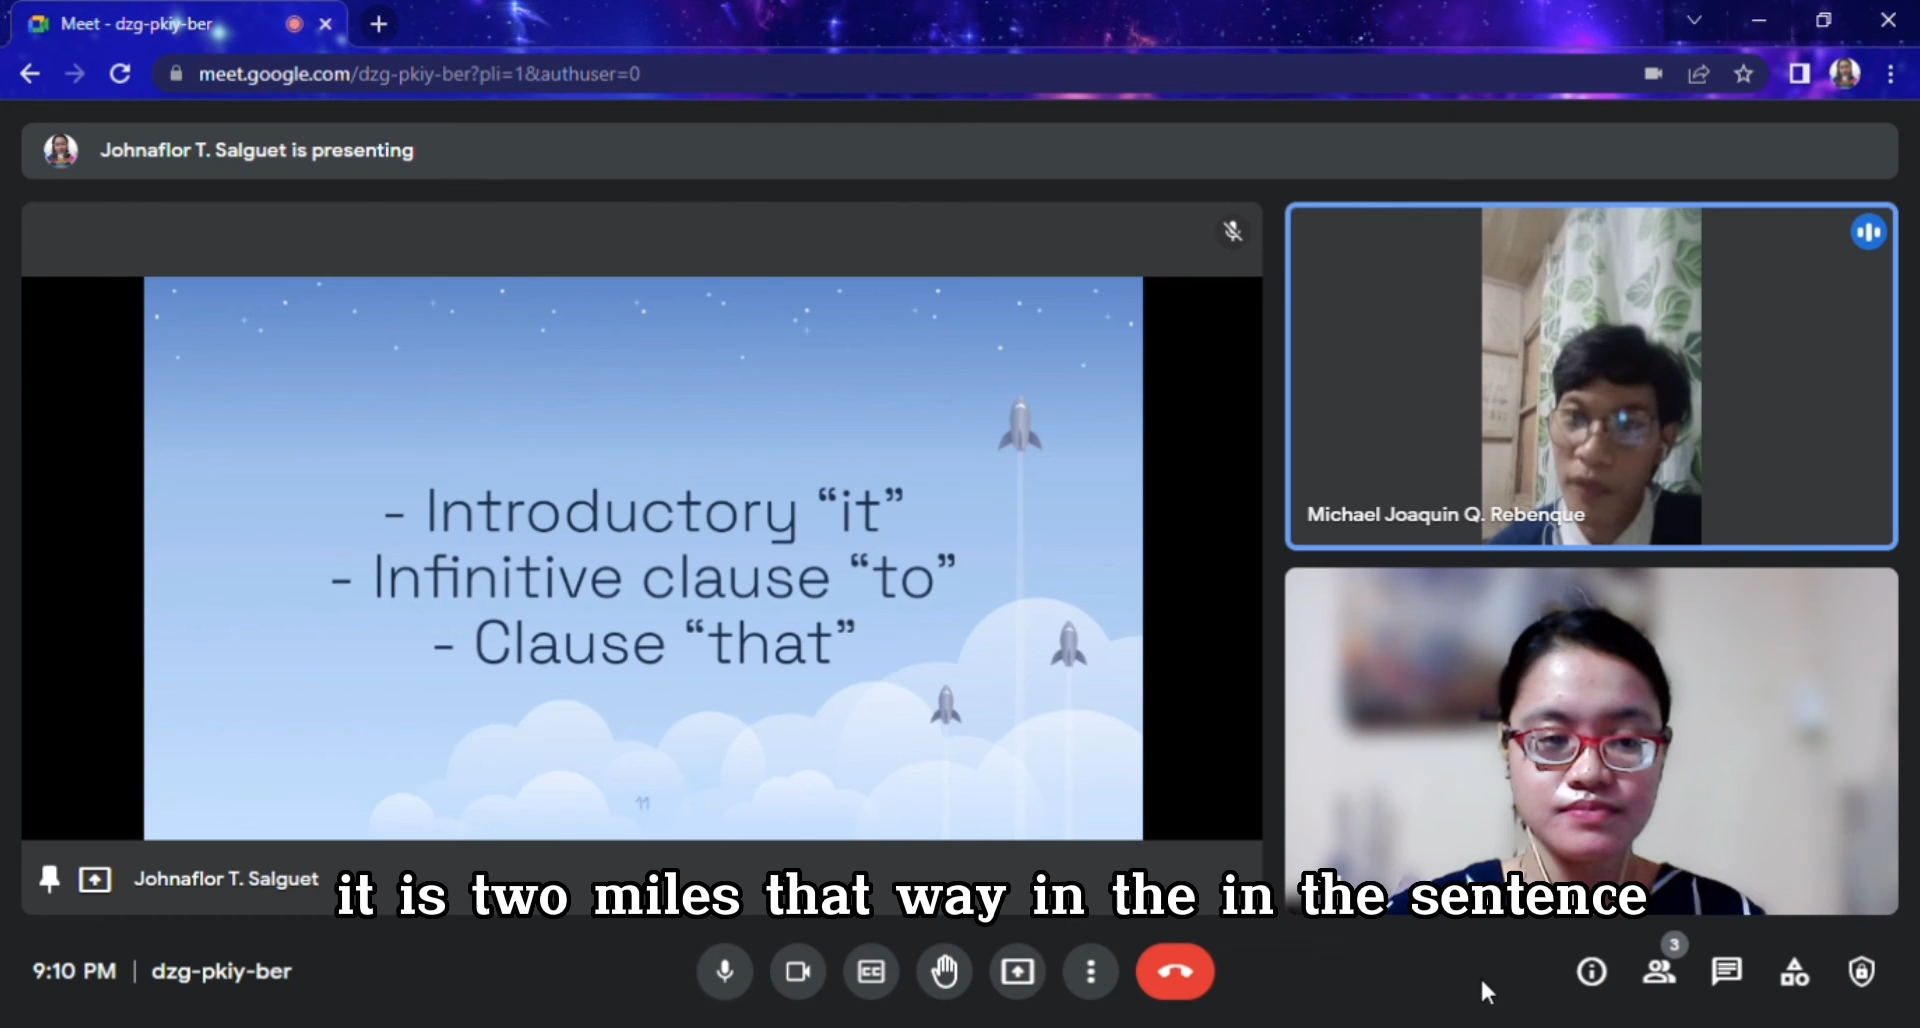 Meet - dzg-pkiy-ber
meet.google.com/dzg-pkiy-ber?pli=1&authuser=0
Johnaflor T. Salguet is presenting
- Introductory “it”
- Infinitive clause “to”
- Clause “that”
11
Michael Joaquin Q. Rebenque
Johnaflor T. Salguet
it is two miles that way in the in the sentence
9:10 PM | dzg-pkiy-ber
CC
3